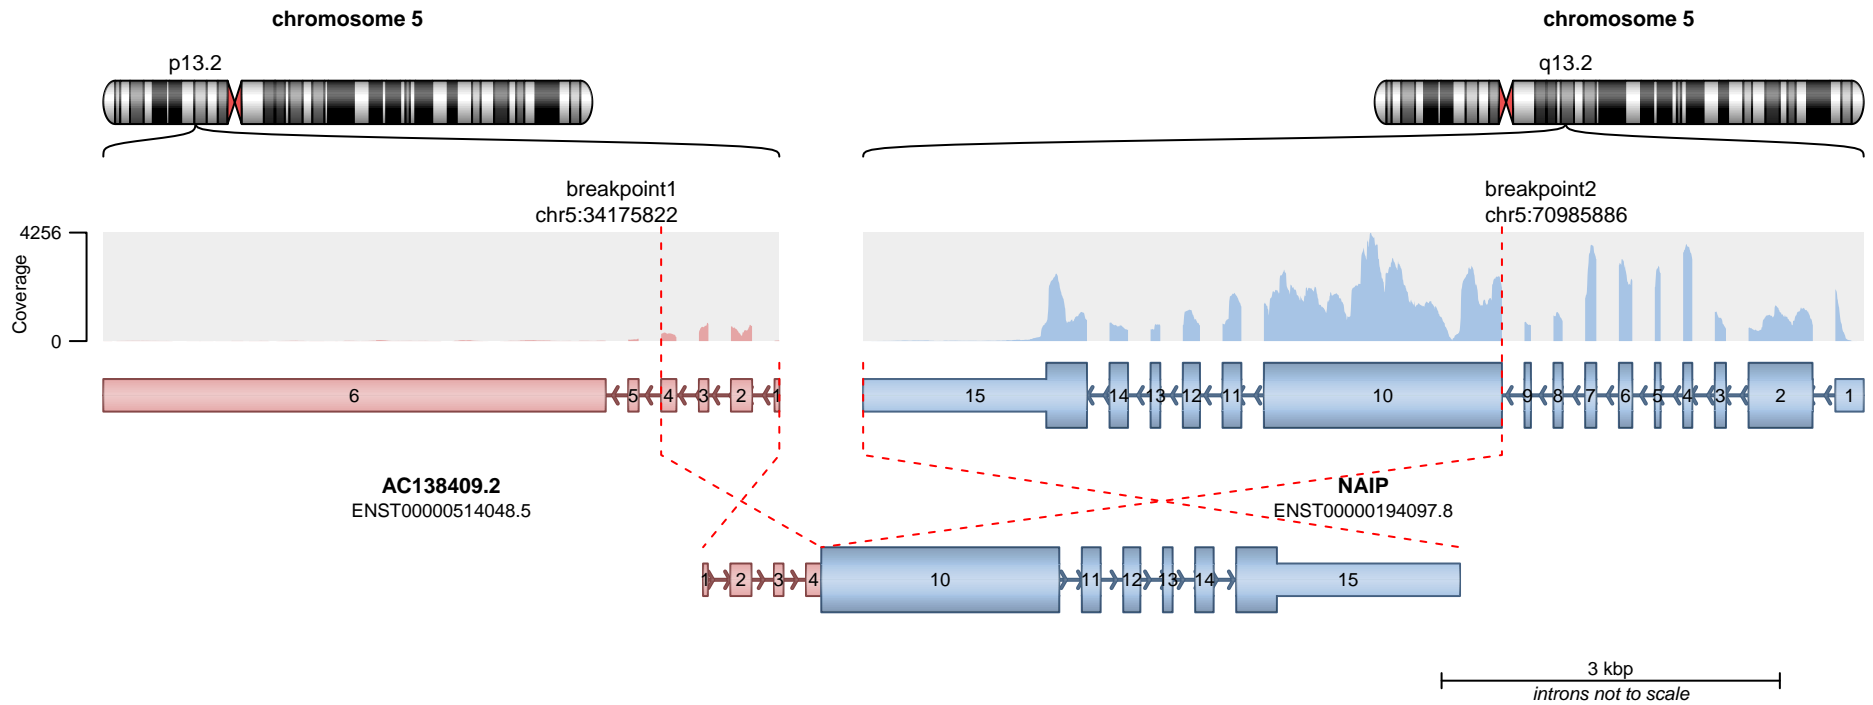 chromosome 5
chromosome 5
p13.2
q13.2
breakpoint1
chr5:34175822
breakpoint2
chr5:70985886
4256
Coverage
0
6 5 4 3 2 1
15 14 13 12 11 10 9 8 7 6 5 4 3 2 1
AC138409.2
ENST00000514048.5
NAIP
ENST00000194097.8
1 2 3 4 10 11 12 13 14 15
3 kbp
introns not to scale